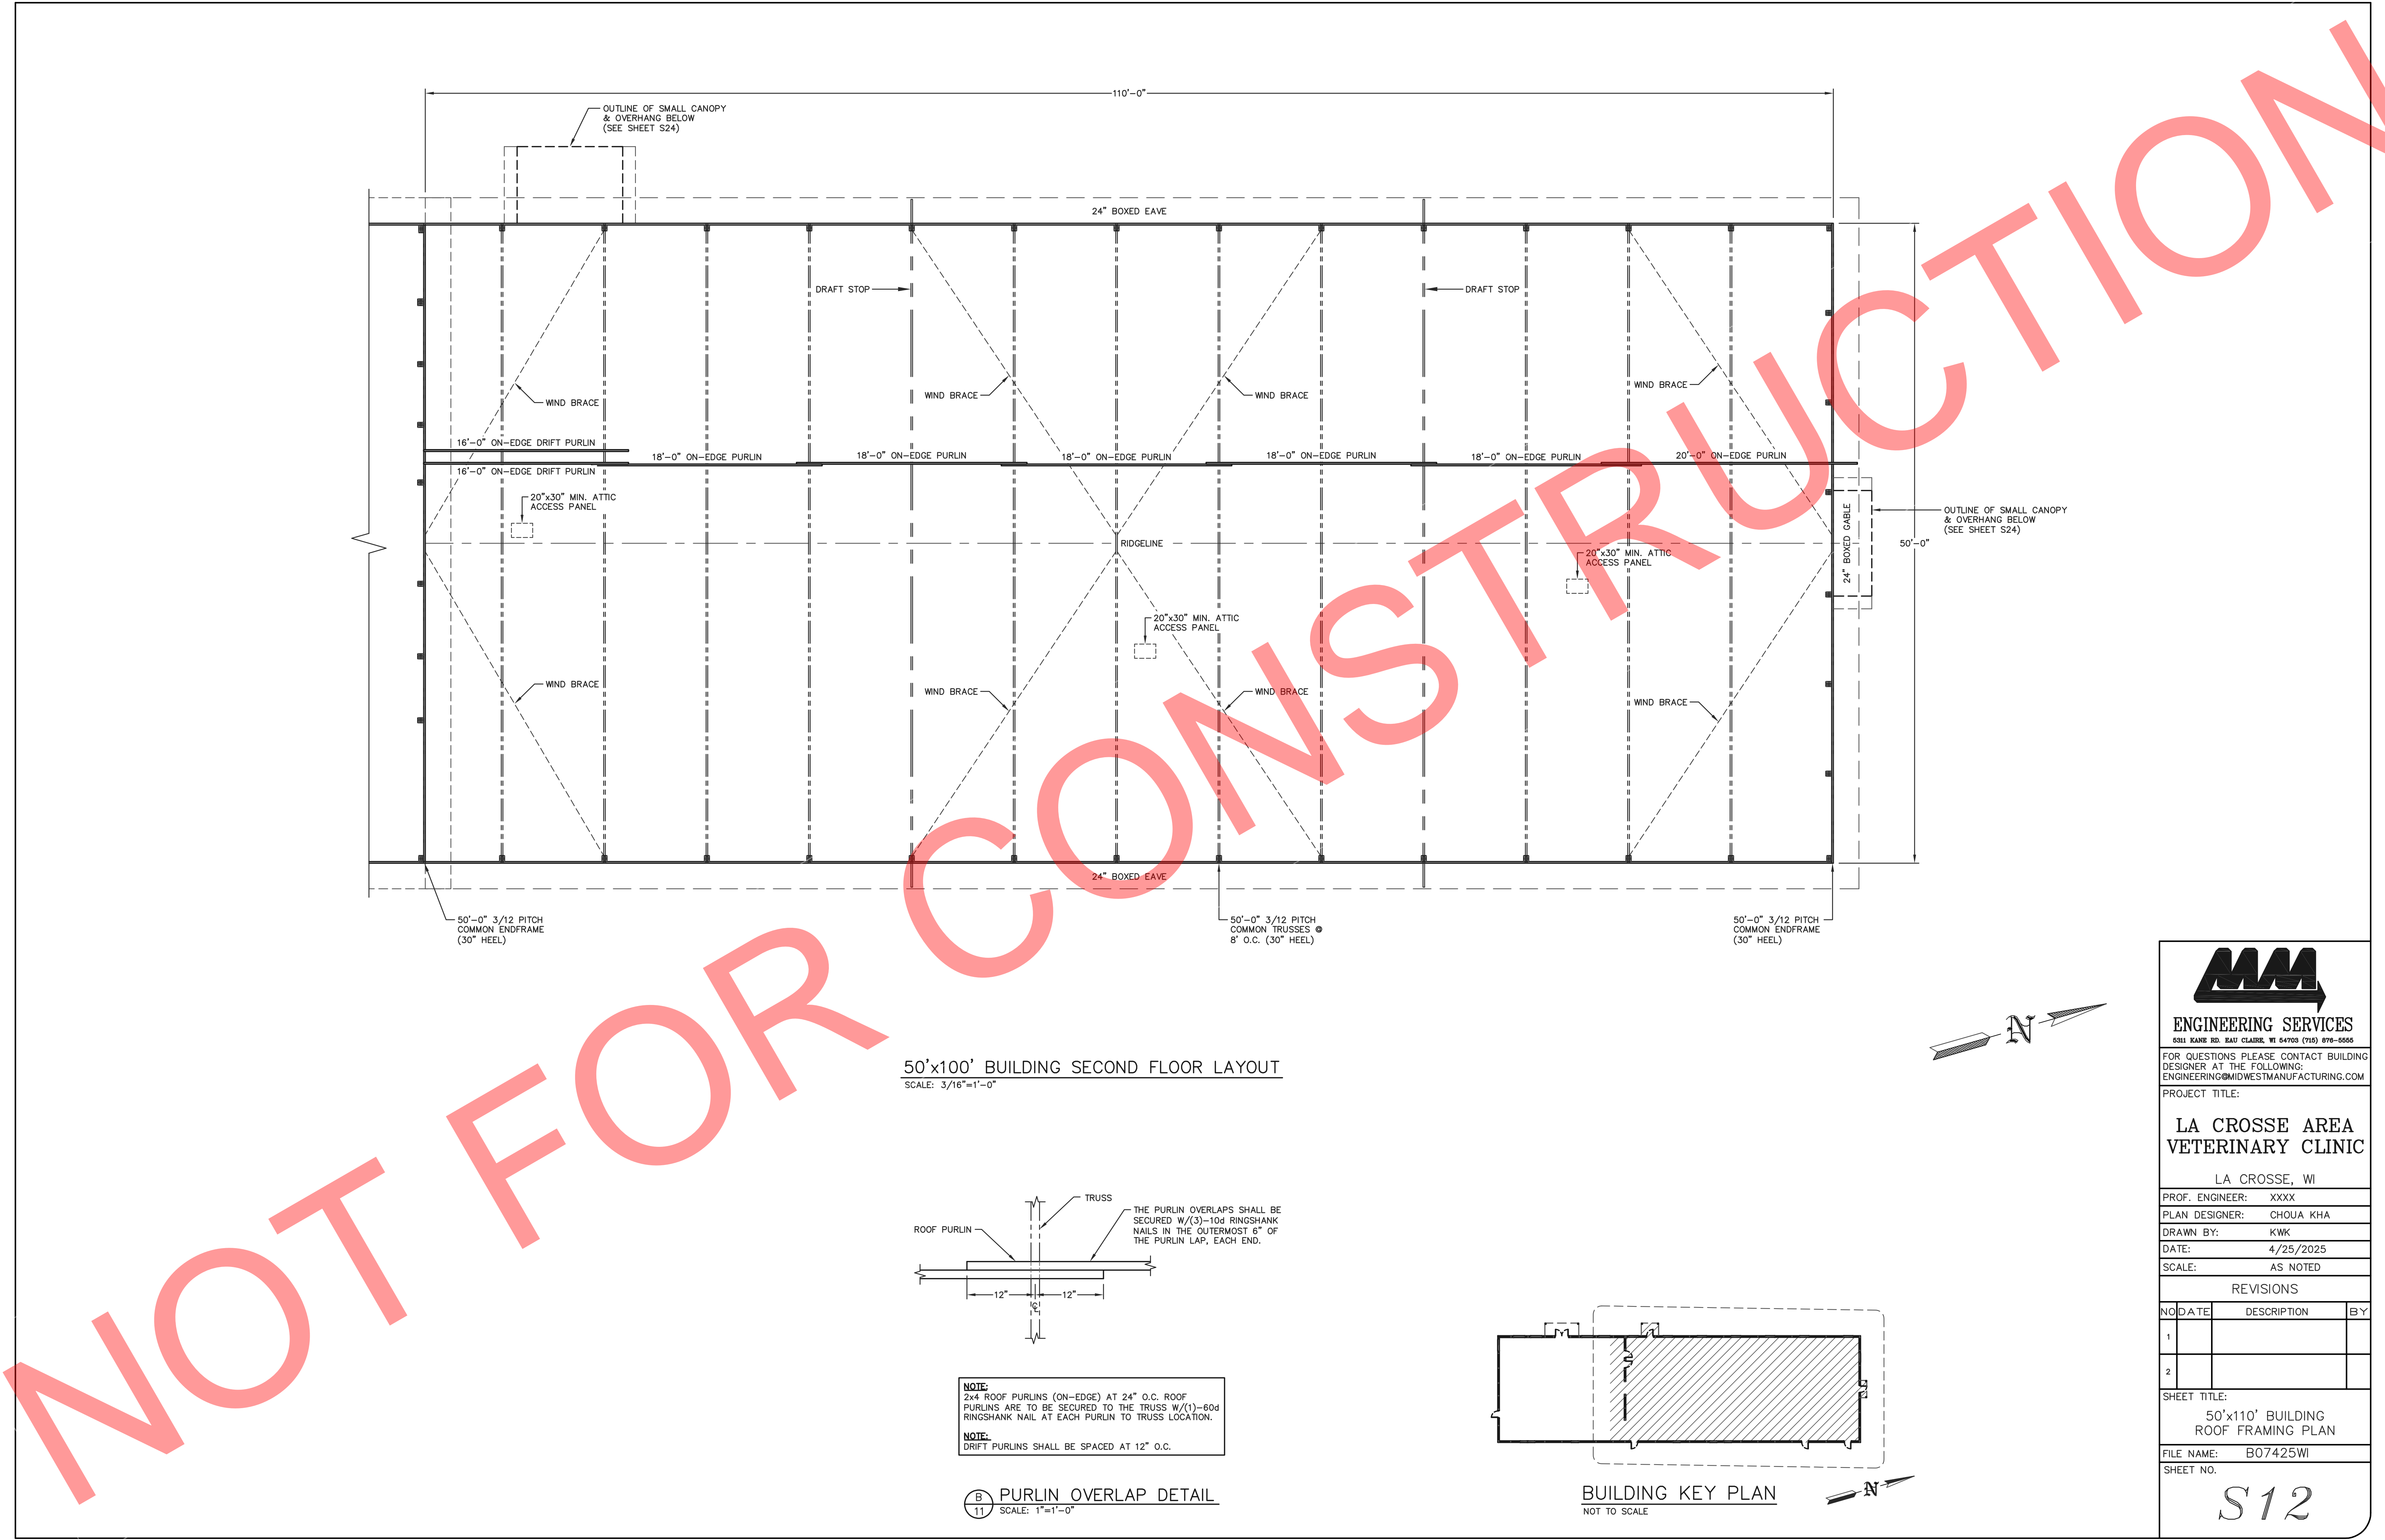 110'-0"
OUTLINE OF SMALL CANOPY
& OVERHANG BELOW
(SEE SHEET S24)
24" BOXED EAVE
DRAFT STOP
DRAFT STOP
WIND BRACE
WIND BRACE
WIND BRACE
WIND BRACE
16'-0" ON-EDGE DRIFT PURLIN
16'-0" ON-EDGE DRIFT PURLIN
18'-0" ON-EDGE PURLIN
18'-0" ON-EDGE PURLIN
18'-0" ON-EDGE PURLIN
18'-0" ON-EDGE PURLIN
18'-0" ON-EDGE PURLIN
20'-0" ON-EDGE PURLIN
20"x30" MIN. ATTIC
ACCESS PANEL
RIDGELINE
20"x30" MIN. ATTIC
ACCESS PANEL
24" BOXED GABLE
OUTLINE OF SMALL CANOPY
& OVERHANG BELOW
(SEE SHEET S24)
50'-0"
20"x30" MIN. ATTIC
ACCESS PANEL
WIND BRACE
WIND BRACE
WIND BRACE
WIND BRACE
24" BOXED EAVE
50'-0" 3/12 PITCH
COMMON ENDFRAME
(30" HEEL)
50'-0" 3/12 PITCH
COMMON TRUSSES @
8' O.C. (30" HEEL)
50'-0" 3/12 PITCH
COMMON ENDFRAME
(30" HEEL)
NOT FOR CONSTRUCTION
50'x100' BUILDING SECOND FLOOR LAYOUT
SCALE: 3/16"=1'-0"
N
TRUSS
ROOF PURLIN
THE PURLIN OVERLAPS SHALL BE
SECURED W/(3)-10d RINGSHANK
NAILS IN THE OUTERMOST 6" OF
THE PURLIN LAP, EACH END.
12"
12"
CL
NOTE:
2x4 ROOF PURLINS (ON-EDGE) AT 24" O.C. ROOF
PURLINS ARE TO BE SECURED TO THE TRUSS W/(1)-60d
RINGSHANK NAIL AT EACH PURLIN TO TRUSS LOCATION.
NOTE:
DRIFT PURLINS SHALL BE SPACED AT 12" O.C.
B
11
PURLIN OVERLAP DETAIL
SCALE: 1"=1'-0"
BUILDING KEY PLAN
NOT TO SCALE
N
MM
ENGINEERING SERVICES
5311 KANE RD. EAU CLAIRE, WI 54703 (715) 876-5555
FOR QUESTIONS PLEASE CONTACT BUILDING
DESIGNER AT THE FOLLOWING:
ENGINEERING@MIDWESTMANUFACTURING.COM
PROJECT TITLE:
LA CROSSE AREA
VETERINARY CLINIC
LA CROSSE, WI
PROF. ENGINEER: XXXX
PLAN DESIGNER: CHOUA KHA
DRAWN BY: KWK
DATE: 4/25/2025
SCALE: AS NOTED
REVISIONS
NO DATE DESCRIPTION BY
1
2
SHEET TITLE:
50'x110' BUILDING
ROOF FRAMING PLAN
FILE NAME: B07425WI
SHEET NO.
S12